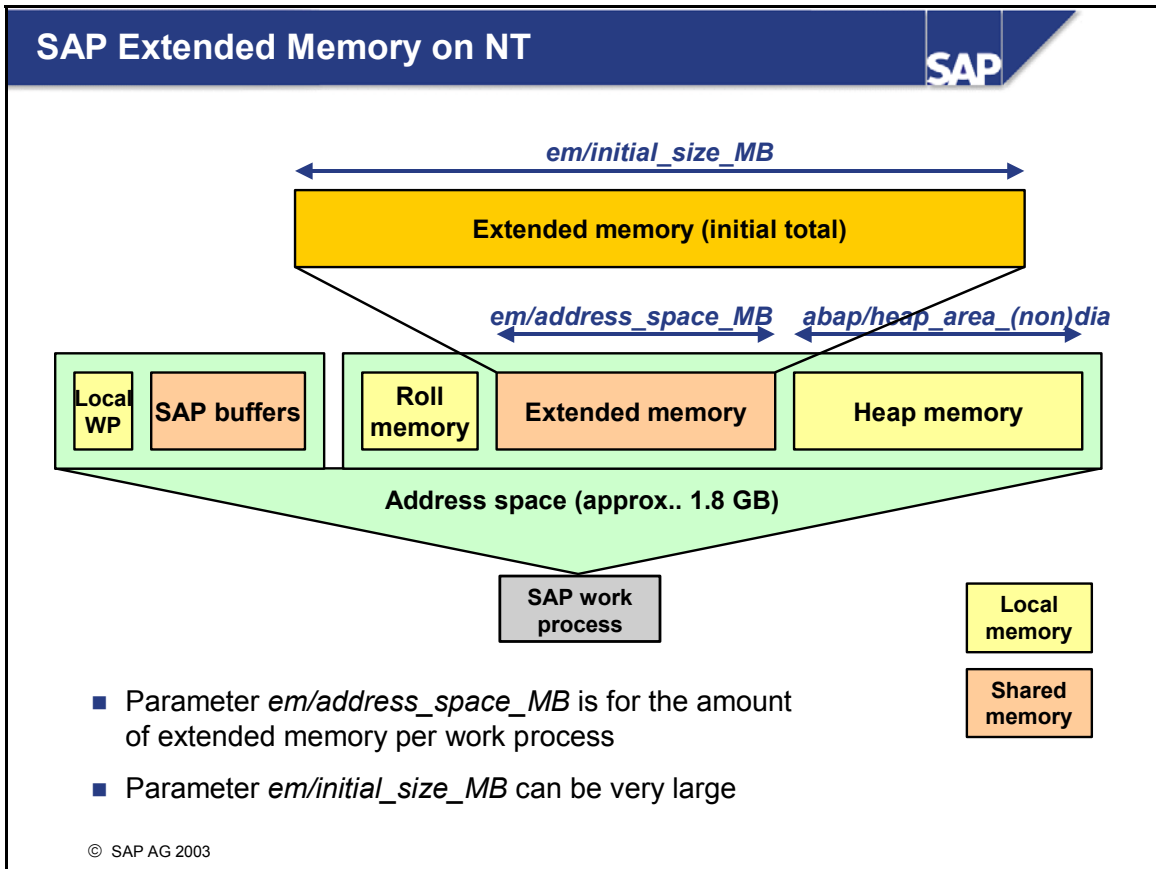 SAP Extended Memory on NT
SAP
em/initial_size_MB
Extended memory (initial total)
em/address_space_MB
abap/heap_area_(non)dia
Local
WP
SAP buffers
Roll
memory
Extended memory
Heap memory
Address space (approx.. 1.8 GB)
SAP work
process
Local
memory
Shared
memory
■ Parameter em/address_space_MB is for the amount
of extended memory per work process
■ Parameter em/initial_size_MB can be very large
© SAP AG 2003